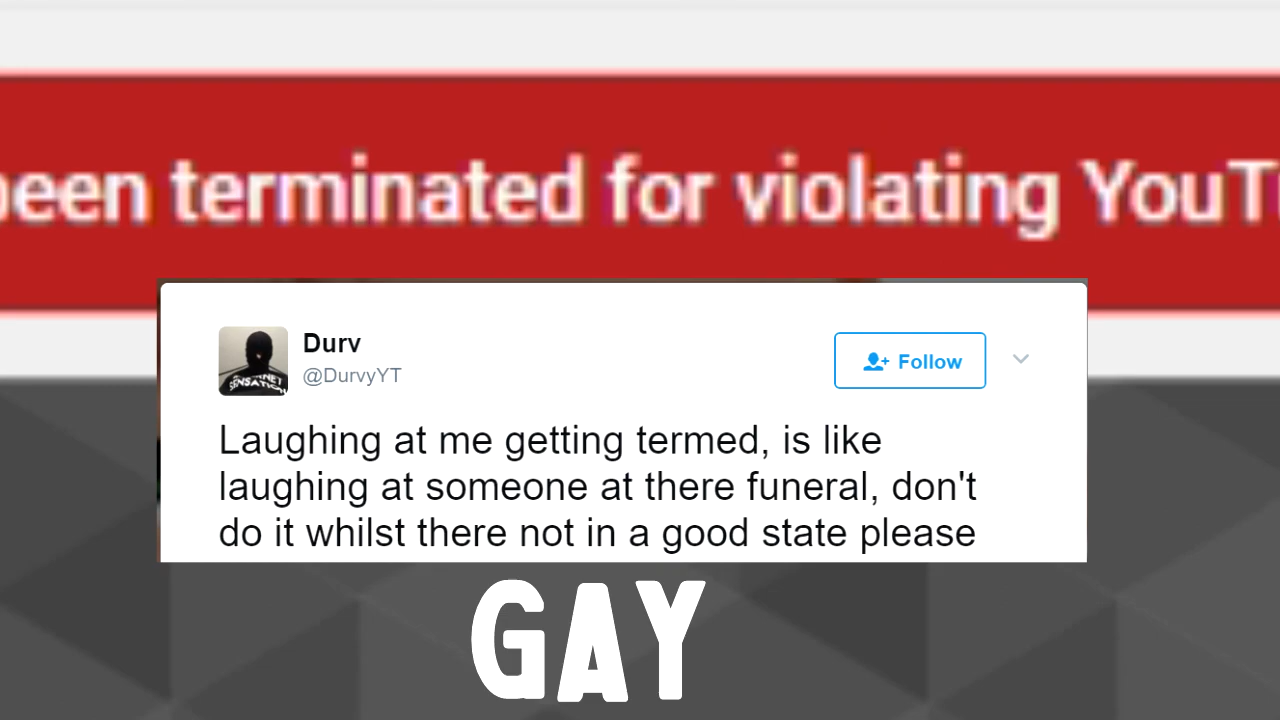 been terminated for violating YouT
Durv
@DurvyYT
Follow
Laughing at me getting termed, is like
laughing at someone at there funeral, don't
do it whilst there not in a good state please
GAY